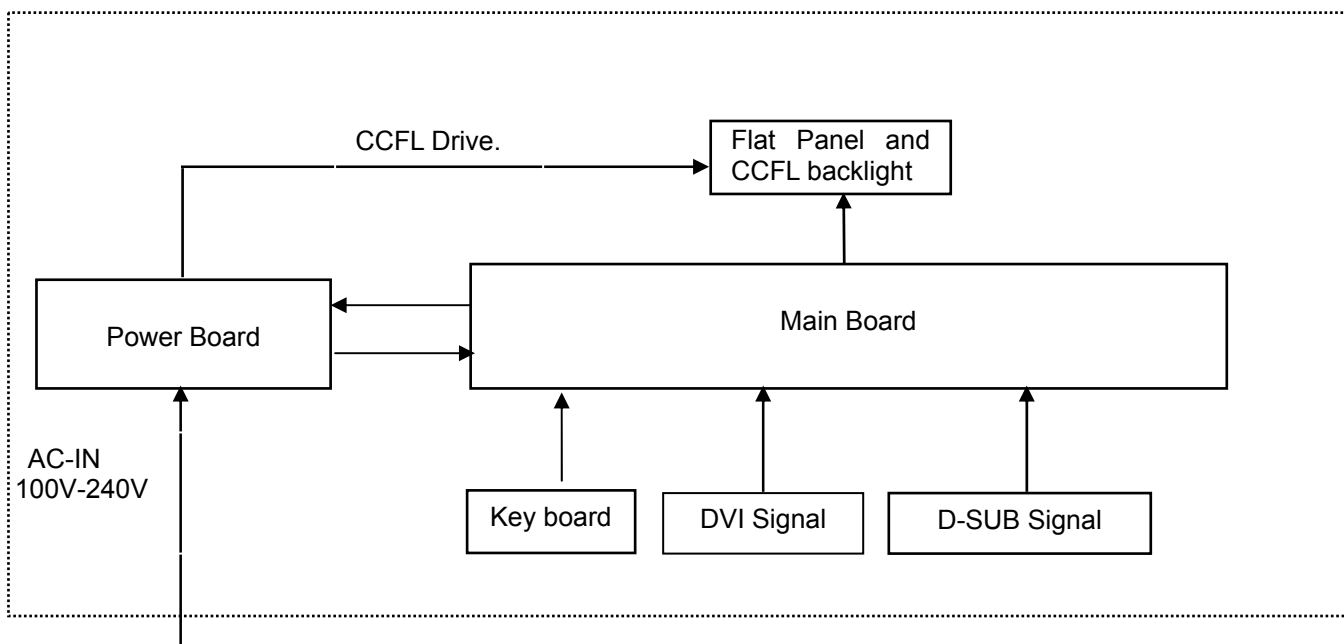 CCFL Drive.
Flat Panel and
CCFL backlight
Power Board
Main Board
AC-IN
100V-240V
Key board
DVI Signal
D-SUB Signal